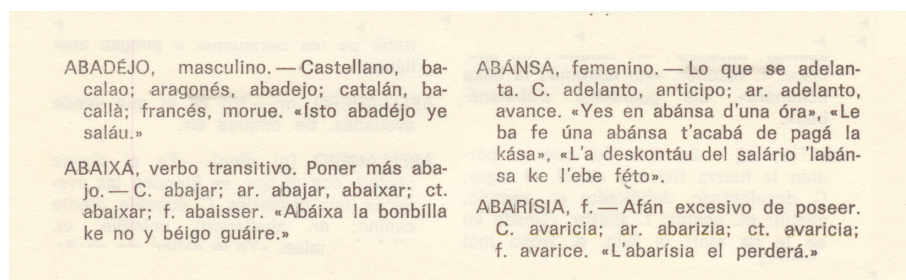 ABADÉJO, masculino. — Castellano, ba-
calao; aragonés, abadejo; catalán, ba-
callà; francés, morue. «Ísto abadéjo ye
saláu.»
ABAIXÁ, verbo transitivo. Poner más aba-
jo. — C. abajar; ar. abajar, abaixar; ct.
abaixar; f. abaisser. «Abáixa la bonbílla
ke no y béigo guáire.»
ABÁNSA, femenino. — Lo que se adelan-
ta. C. adelanto, anticipo; ar. adelanto,
avance. «Yes en abánsa d'una óra», «Le
ba fe úna abánsa t'acabá de pagá la
kása», «L'a deskontáu del salário 'labán-
sa ke l'ebe féto».
ABARÍSIA, f. — Afán excesivo de poseer.
C. avaricia; ar. abarizia; ct. avaricia;
f. avarice. «L'abarísia el perderá.»